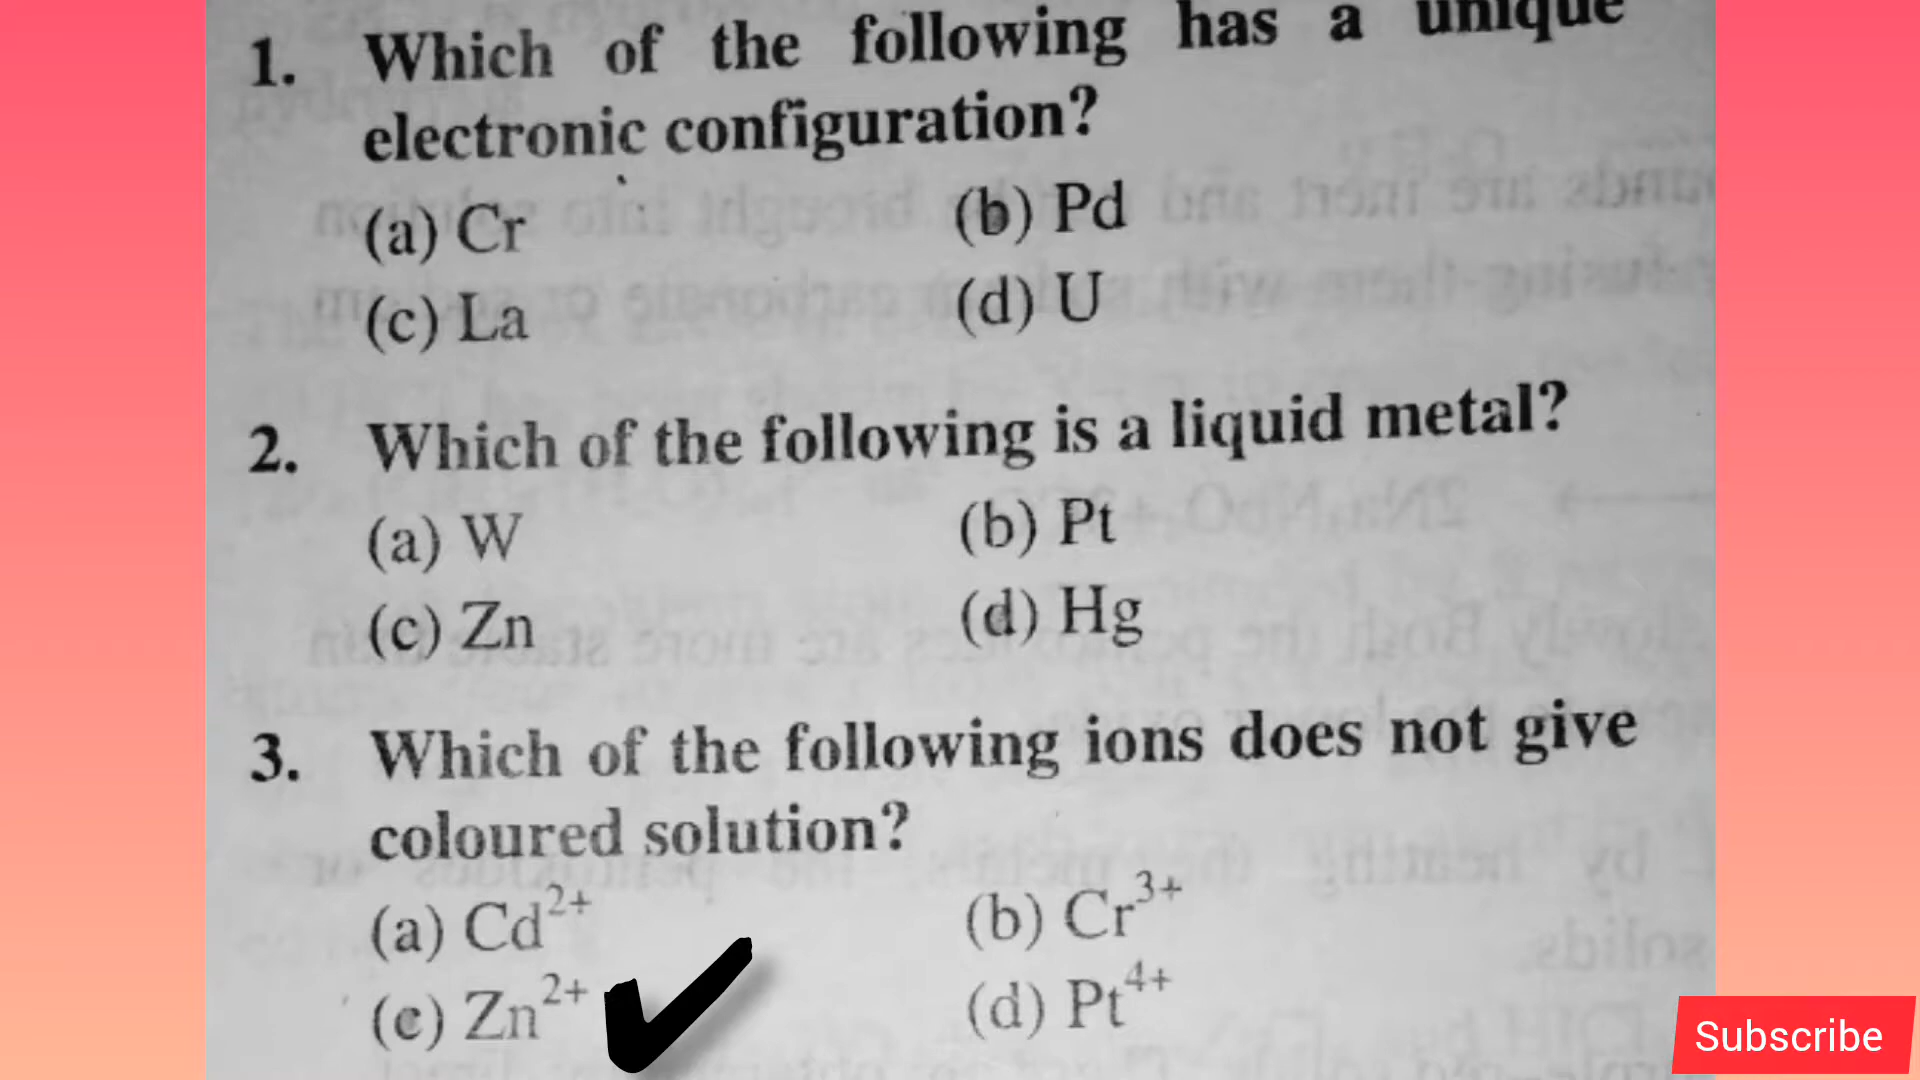 1. Which of the following has a unique
electronic configuration?
(a) Cr (b) Pd
(c) La (d) U
2. Which of the following is a liquid metal?
(a) W (b) Pt
(c) Zn (d) Hg
3. Which of the following ions does not give
coloured solution?
(a) Cd²⁺ (b) Cr³⁺
(c) Zn²⁺ (d) Pt⁴⁺
Subscribe